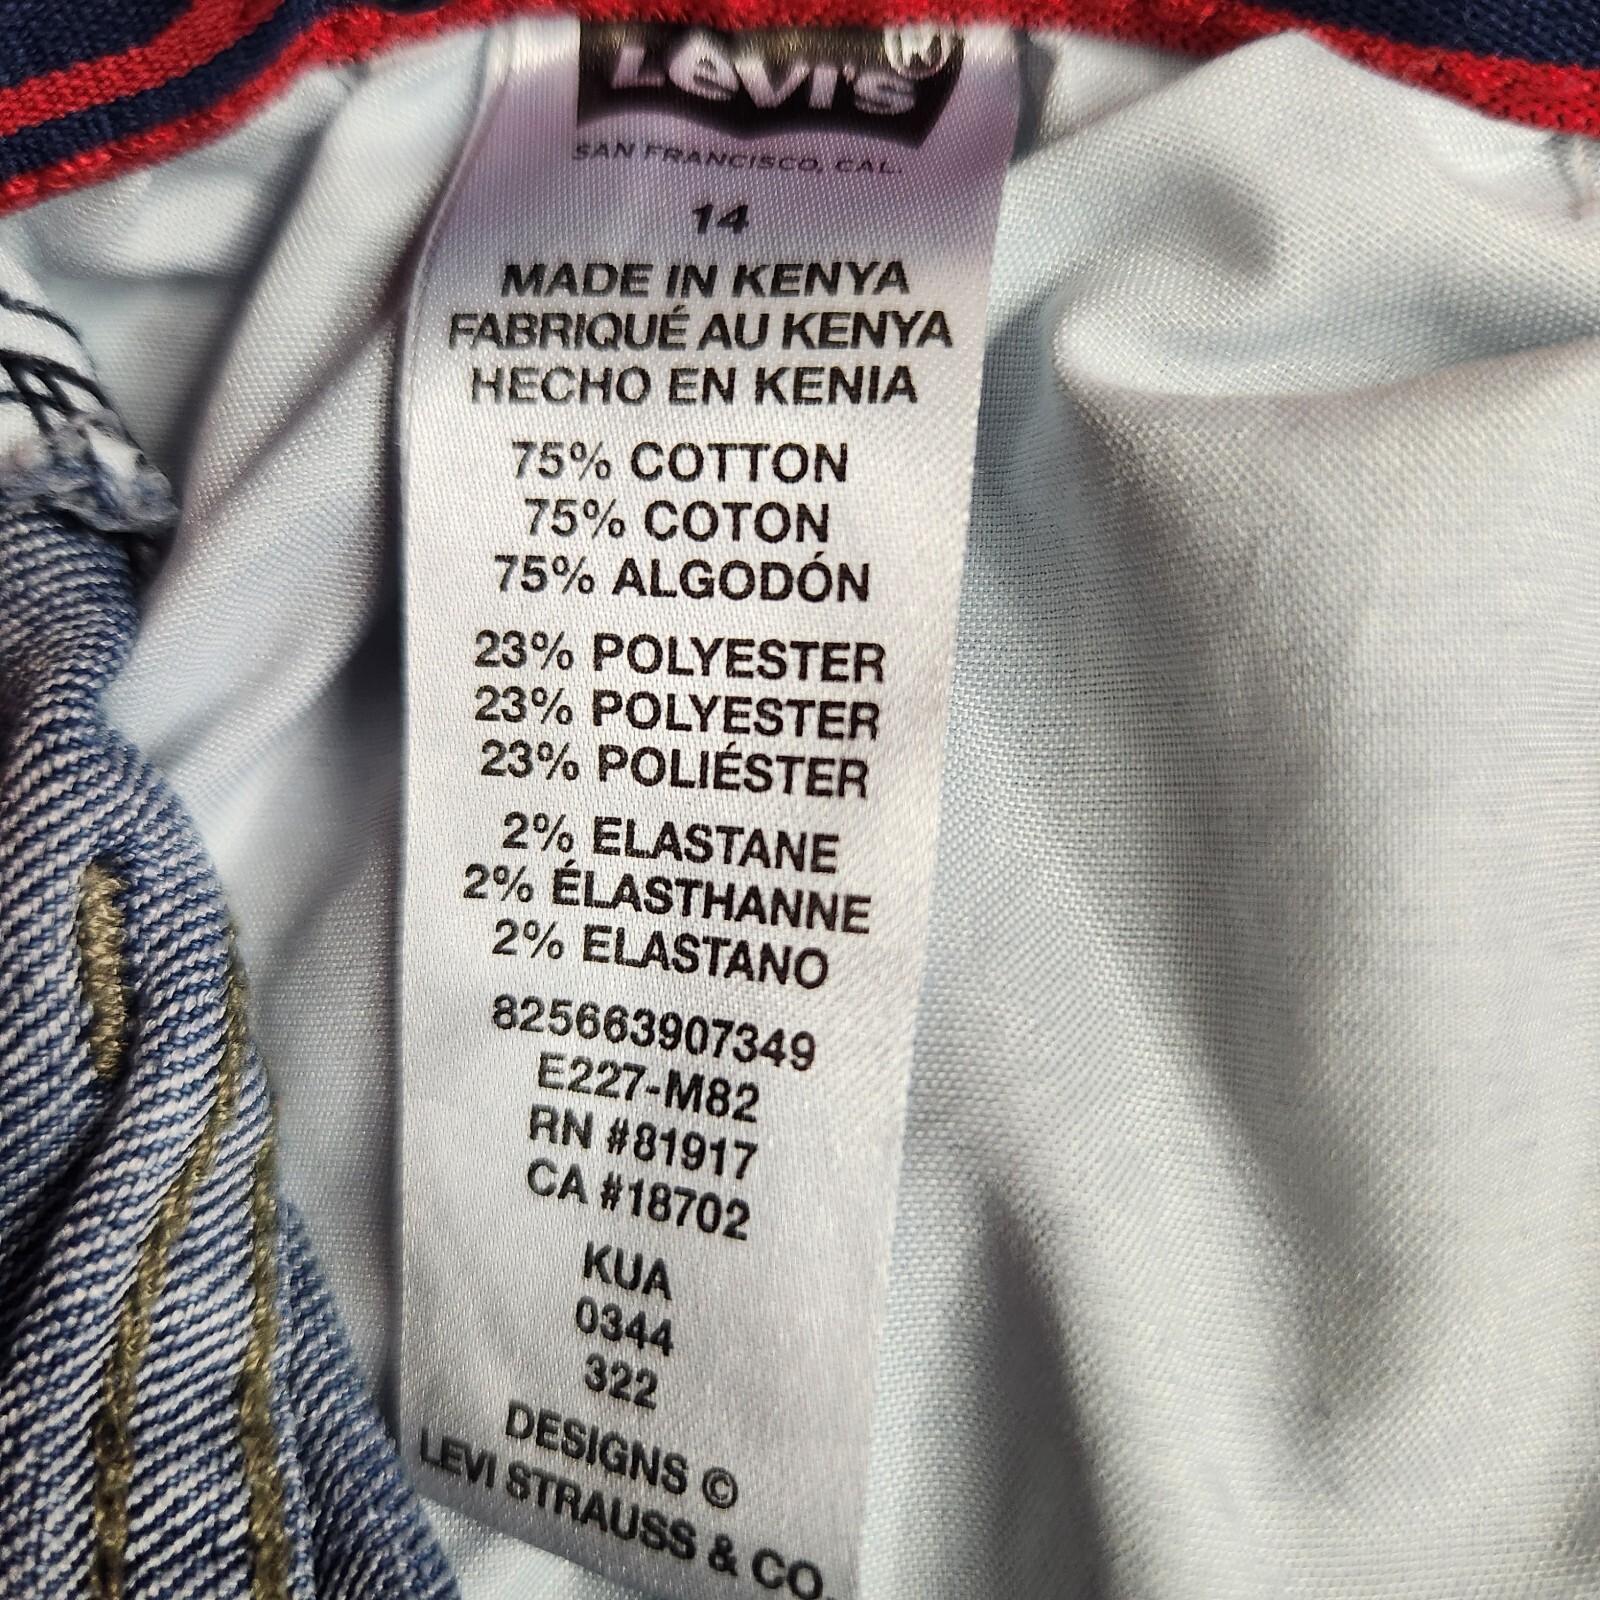 Levi's
SAN FRANCISCO, CAL.
14
MADE IN KENYA
FABRIQUÉ AU KENYA
HECHO EN KENIA
75% COTTON
75% COTON
75% ALGODÓN
23% POLYESTER
23% POLYESTER
23% POLIÉSTER
2% ELASTANE
2% ÉLASTHANNE
2% ELASTANO
825663907349
E227-M82
RN #81917
CA #18702
KUA
0344
322
DESIGNS ©
LEVI STRAUSS & CO.